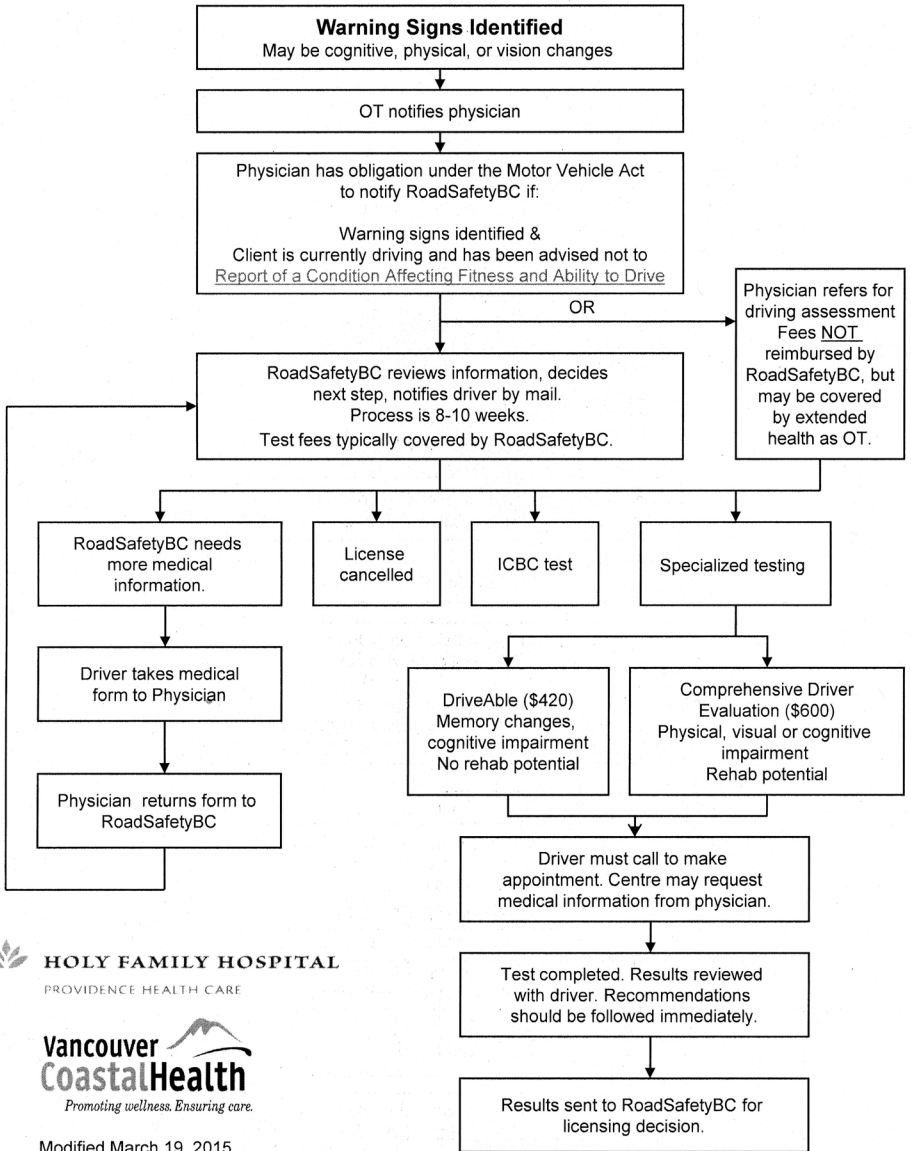 Warning Signs Identified
May be cognitive, physical, or vision changes
OT notifies physician
Physician has obligation under the Motor Vehicle Act
to notify RoadSafetyBC if:
Warning signs identified &
Client is currently driving and has been advised not to
Report of a Condition Affecting Fitness and Ability to Drive
OR
Physician refers for
driving assessment
Fees NOT
reimbursed by
RoadSafetyBC, but
may be covered
by extended
health as OT.
RoadSafetyBC reviews information, decides
next step, notifies driver by mail.
Process is 8-10 weeks.
Test fees typically covered by RoadSafetyBC.
RoadSafetyBC needs
more medical
information.
License
cancelled
ICBC test
Specialized testing
Driver takes medical
form to Physician
Physician returns form to
RoadSafetyBC
DriveAble ($420)
Memory changes,
cognitive impairment
No rehab potential
Comprehensive Driver
Evaluation ($600)
Physical, visual or cognitive
impairment
Rehab potential
Driver must call to make
appointment. Centre may request
medical information from physician.
Test completed. Results reviewed
with driver. Recommendations
should be followed immediately.
Results sent to RoadSafetyBC for
licensing decision.
HOLY FAMILY HOSPITAL
PROVIDENCE HEALTH CARE
Vancouver
CoastalHealth
Promoting wellness. Ensuring care.
Modified March 19, 2015